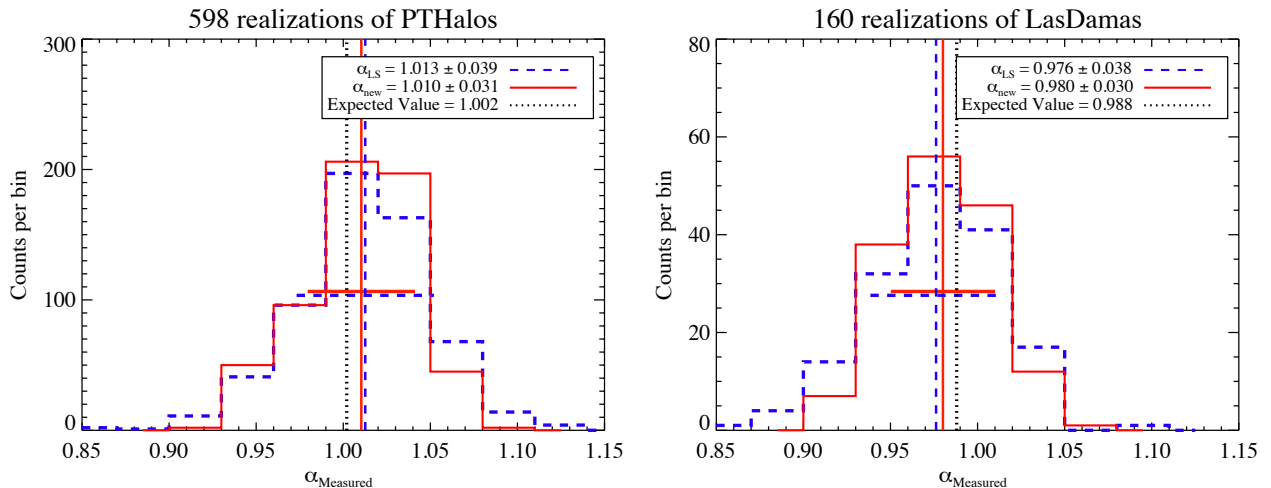 598 realizations of PTHalos
300
200
100
0
Counts per bin
α_LS = 1.013 ± 0.039
α_new = 1.010 ± 0.031
Expected Value = 1.002
0.85 0.90 0.95 1.00 1.05 1.10 1.15
α_Measured
160 realizations of LasDamas
80
60
40
20
0
Counts per bin
α_LS = 0.976 ± 0.038
α_new = 0.980 ± 0.030
Expected Value = 0.988
0.85 0.90 0.95 1.00 1.05 1.10 1.15
α_Measured